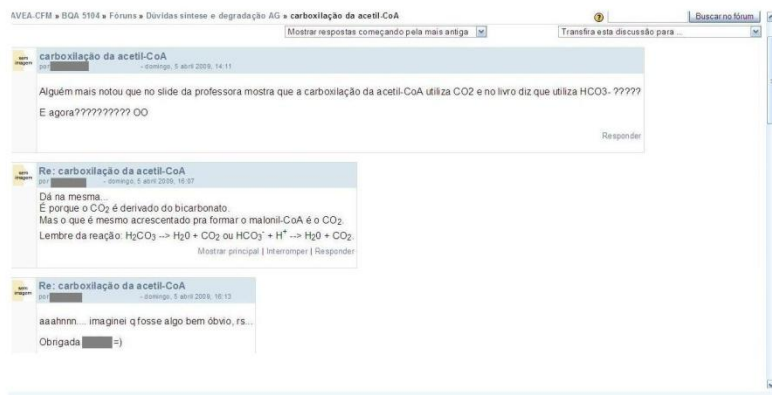 AVEA-CFM » BQA 5104 » Fóruns » Dúvidas síntese e degradação AG » carboxilação da acetil-CoA
Buscar no fórum
Mostrar respostas começando pela mais antiga
Transfira esta discussão para ...
sem imagem
carboxilação da acetil-CoA
por - domingo, 5 abril 2009, 14:11
Alguém mais notou que no slide da professora mostra que a carboxilação da acetil-CoA utiliza CO2 e no livro diz que utiliza HCO3- ?????
E agora?????????? OO
Responder
sem imagem
Re: carboxilação da acetil-CoA
por - domingo, 5 abril 2009, 16:07
Dá na mesma...
É porque o CO₂ é derivado do bicarbonato.
Mas o que é mesmo acrescentado pra formar o malonil-CoA é o CO₂.
Lembre da reação: H₂CO₃ --> H₂0 + CO₂ ou HCO₃⁻ + H⁺ --> H₂0 + CO₂.
Mostrar principal | Interromper | Responder
sem imagem
Re: carboxilação da acetil-CoA
por - domingo, 5 abril 2009, 16:13
aaahnnn.... imaginei q fosse algo bem óbvio, rs...
Obrigada =)